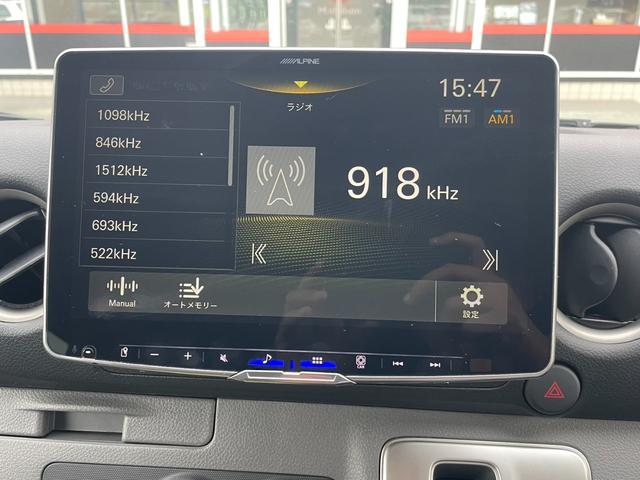 ALPINE
15:47
ラジオ
FM1 AM1
1098kHz
846kHz
1512kHz
594kHz
693kHz
522kHz
918 kHz
Manual
オートメモリー
設定
CAR